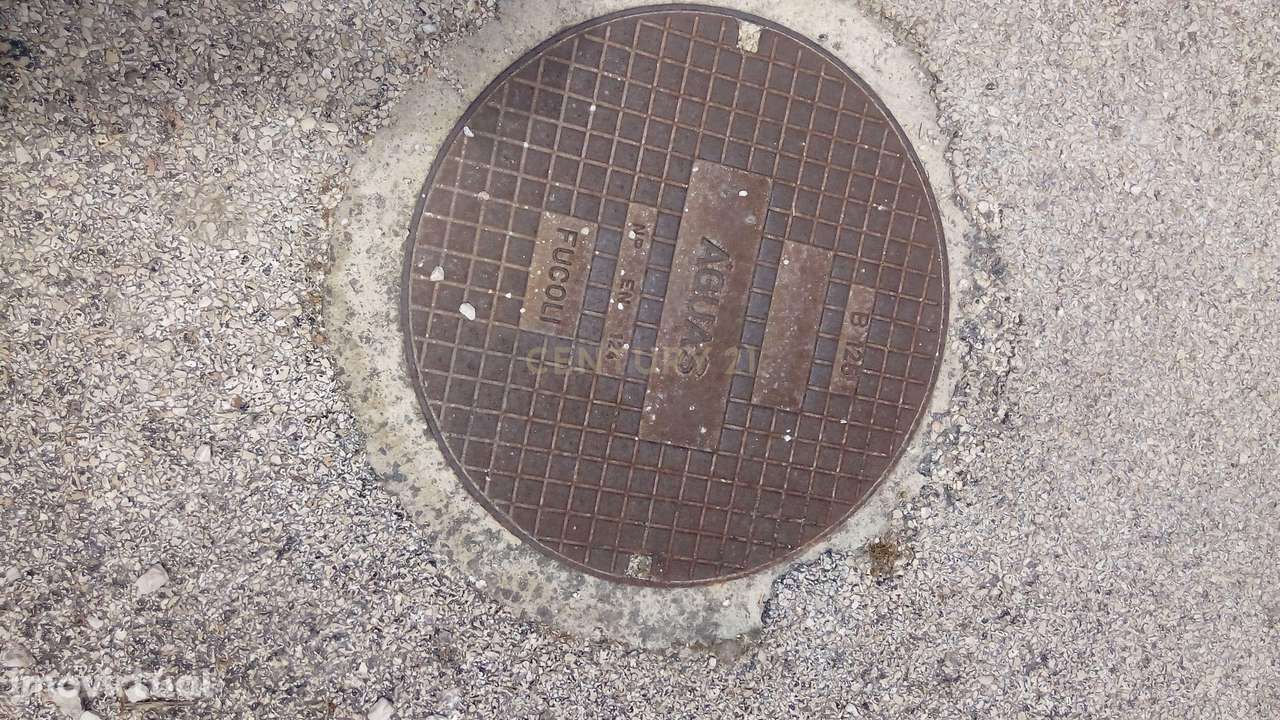 FUCOLI
NP EN 124
AGUAS
B 125
CENTURY 21
imovirtual